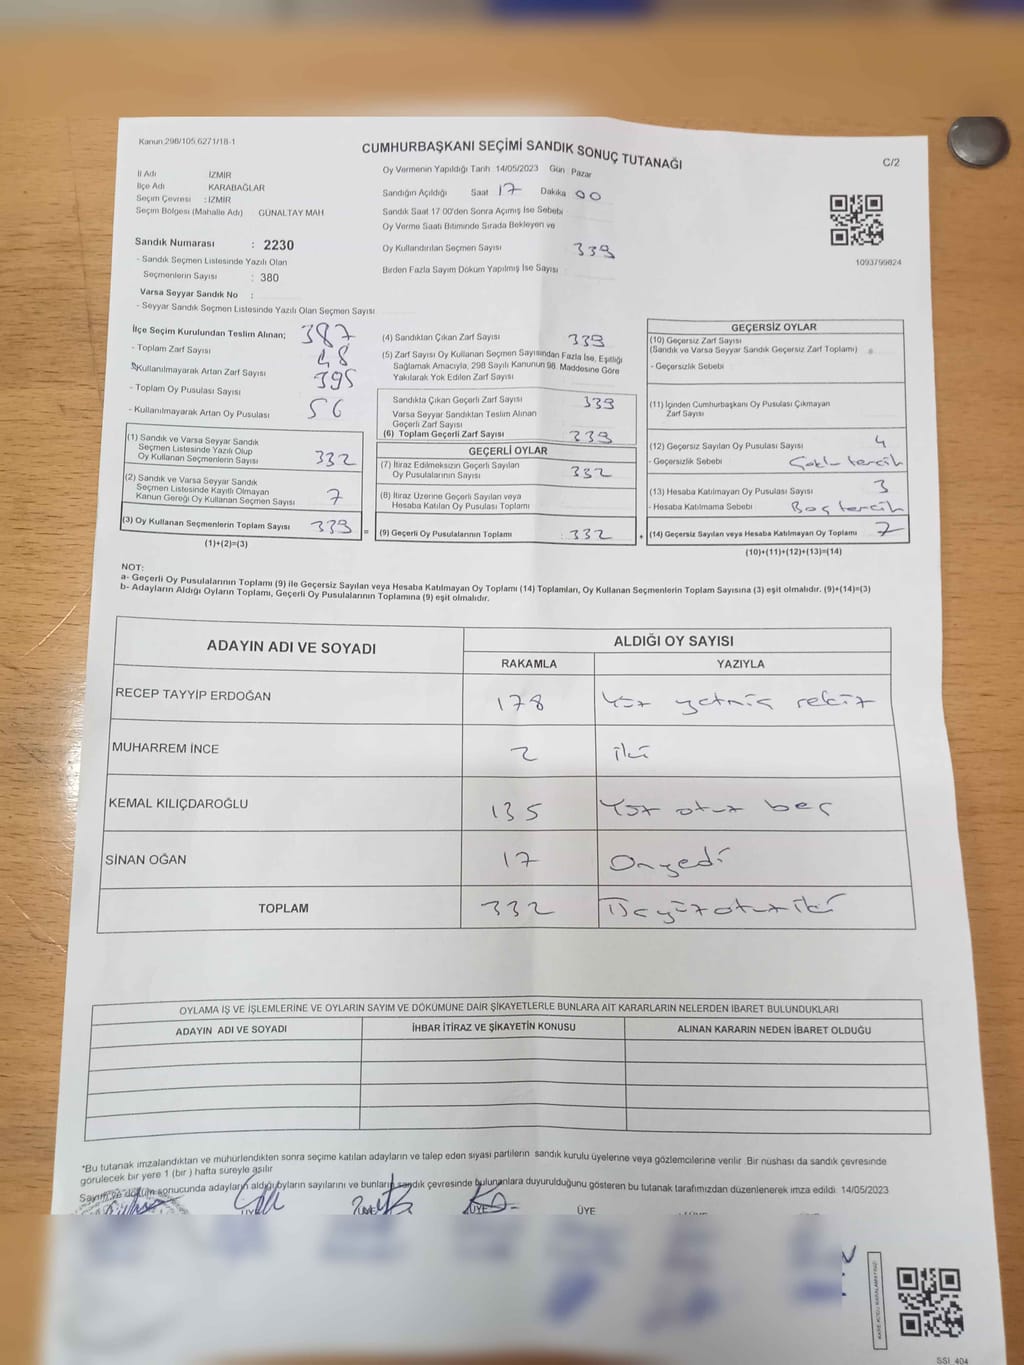 Kanun 298/105,6271/18-1
CUMHURBAŞKANI SEÇİMİ SANDIK SONUÇ TUTANAĞI
C/2
İl Adı İZMİR
İlçe Adı KARABAĞLAR
Seçim Çevresi : İZMİR
Seçim Bölgesi (Mahalle Adı) GÜNALTAY MAH
Oy Vermenin Yapıldığı Tarih 14/05/2023 Gün Pazar
Sandığın Açıldığı Saat 17 Dakika 00
Sandık Saat 17 00'den Sonra Açımış İse Sebebi
Oy Verme Saati Bitiminde Sırada Bekleyen ve
Oy Kullandırılan Seçmen Sayısı 339
Birden Fazla Sayım Döküm Yapılmış İse Sayısı
1093799824
Sandık Numarası : 2230
- Sandık Seçmen Listesinde Yazılı Olan
Seçmenlerin Sayısı : 380
Varsa Seyyar Sandık No :
- Seyyar Sandık Seçmen Listesinde Yazılı Olan Seçmen Sayısı
İlçe Seçim Kurulundan Teslim Alınan;
- Toplam Zarf Sayısı 387
Kullanılmayarak Artan Zarf Sayısı 48
- Toplam Oy Pusulası Sayısı 395
- Kullanılmayarak Artan Oy Pusulası 56
(1) Sandık ve Varsa Seyyar Sandık
Seçmen Listesinde Yazılı Olup
Oy Kullanan Seçmenlerin Sayısı 332
(2) Sandık ve Varsa Seyyar Sandık
Seçmen Listesinde Kayıtlı Olmayan
Kanun Gereği Oy Kullanan Seçmen Sayısı 7
(3) Oy Kullanan Seçmenlerin Toplam Sayısı 339 =
(1)+(2)=(3)
(4) Sandıktan Çıkan Zarf Sayısı 339
(5) Zarf Sayısı Oy Kullanan Seçmen Sayısından Fazla İse, Eşitliği
Sağlamak Amacıyla, 298 Sayılı Kanunun 98. Maddesine Göre
Yakılarak Yok Edilen Zarf Sayısı
Sandıkta Çıkan Geçerli Zarf Sayısı 339
Varsa Seyyar Sandıktan Teslim Alınan
Geçerli Zarf Sayısı
(6) Toplam Geçerli Zarf Sayısı 339
GEÇERLİ OYLAR
(7) İtiraz Edilmeksizin Geçerli Sayılan
Oy Pusulalarının Sayısı 332
(8) İtiraz Üzerine Geçerli Sayılan veya
Hesaba Katılan Oy Pusulası Toplamı
(9) Geçerli Oy Pusulalarının Toplamı : 332 +
GEÇERSİZ OYLAR
(10) Geçersiz Zarf Sayısı
(Sandık ve Varsa Seyyar Sandık Geçersiz Zarf Toplamı)
- Geçersizlik Sebebi
(11) İçinden Cumhurbaşkanı Oy Pusulası Çıkmayan
Zarf Sayısı
(12) Geçersiz Sayılan Oy Pusulası Sayısı 4
- Geçersizlik Sebebi Çoklu tercih
(13) Hesaba Katılmayan Oy Pusulası Sayısı 3
- Hesaba Katılmama Sebebi Boş tercih
(14) Geçersiz Sayılan veya Hesaba Katılmayan Oy Toplamı 7
(10)+(11)+(12)+(13)=(14)
NOT:
a- Geçerli Oy Pusulalarının Toplamı (9) ile Geçersiz Sayılan veya Hesaba Katılmayan Oy Toplamı (14) Toplamları, Oy Kullanan Seçmenlerin Toplam Sayısına (3) eşit olmalıdır. (9)+(14)=(3)
b- Adayların Aldığı Oyların Toplamı, Geçerli Oy Pusulalarının Toplamına (9) eşit olmalıdır.
ADAYIN ADI VE SOYADI ALDIĞI OY SAYISI
RAKAMLA YAZIYLA
RECEP TAYYİP ERDOĞAN 178 Yüz yetmiş sekiz
MUHARREM İNCE 2 iki
KEMAL KILIÇDAROĞLU 135 Yüz otuz beş
SİNAN OĞAN 17 Onyedi
TOPLAM 332 Üçyüzotuziki
OYLAMA İŞ VE İŞLEMLERİNE VE OYLARIN SAYIM VE DÖKÜMÜNE DAİR ŞİKAYETLERLE BUNLARA AİT KARARLARIN NELERDEN İBARET BULUNDUKLARI
ADAYIN ADI VE SOYADI İHBAR İTİRAZ VE ŞİKAYETİN KONUSU ALINAN KARARIN NEDEN İBARET OLDUĞU
*Bu tutanak imzalandıktan ve mühürlendikten sonra seçime katılan adayların ve talep eden siyasi partilerin sandık kurulu üyelerine veya gözlemcilerine verilir. Bir nüshası da sandık çevresinde
görülecek bir yere 1 (bir) hafta süreyle asılır
Sayım ve döküm sonucunda adayların aldığı oyların sayılarını ve bunların sandık çevresinde bulunanlara duyurulduğunu gösteren bu tutanak tarafımızdan düzenlenerek imza edildi. 14/05/2023
ÜYE ÜYE ÜYE
SSİ 404